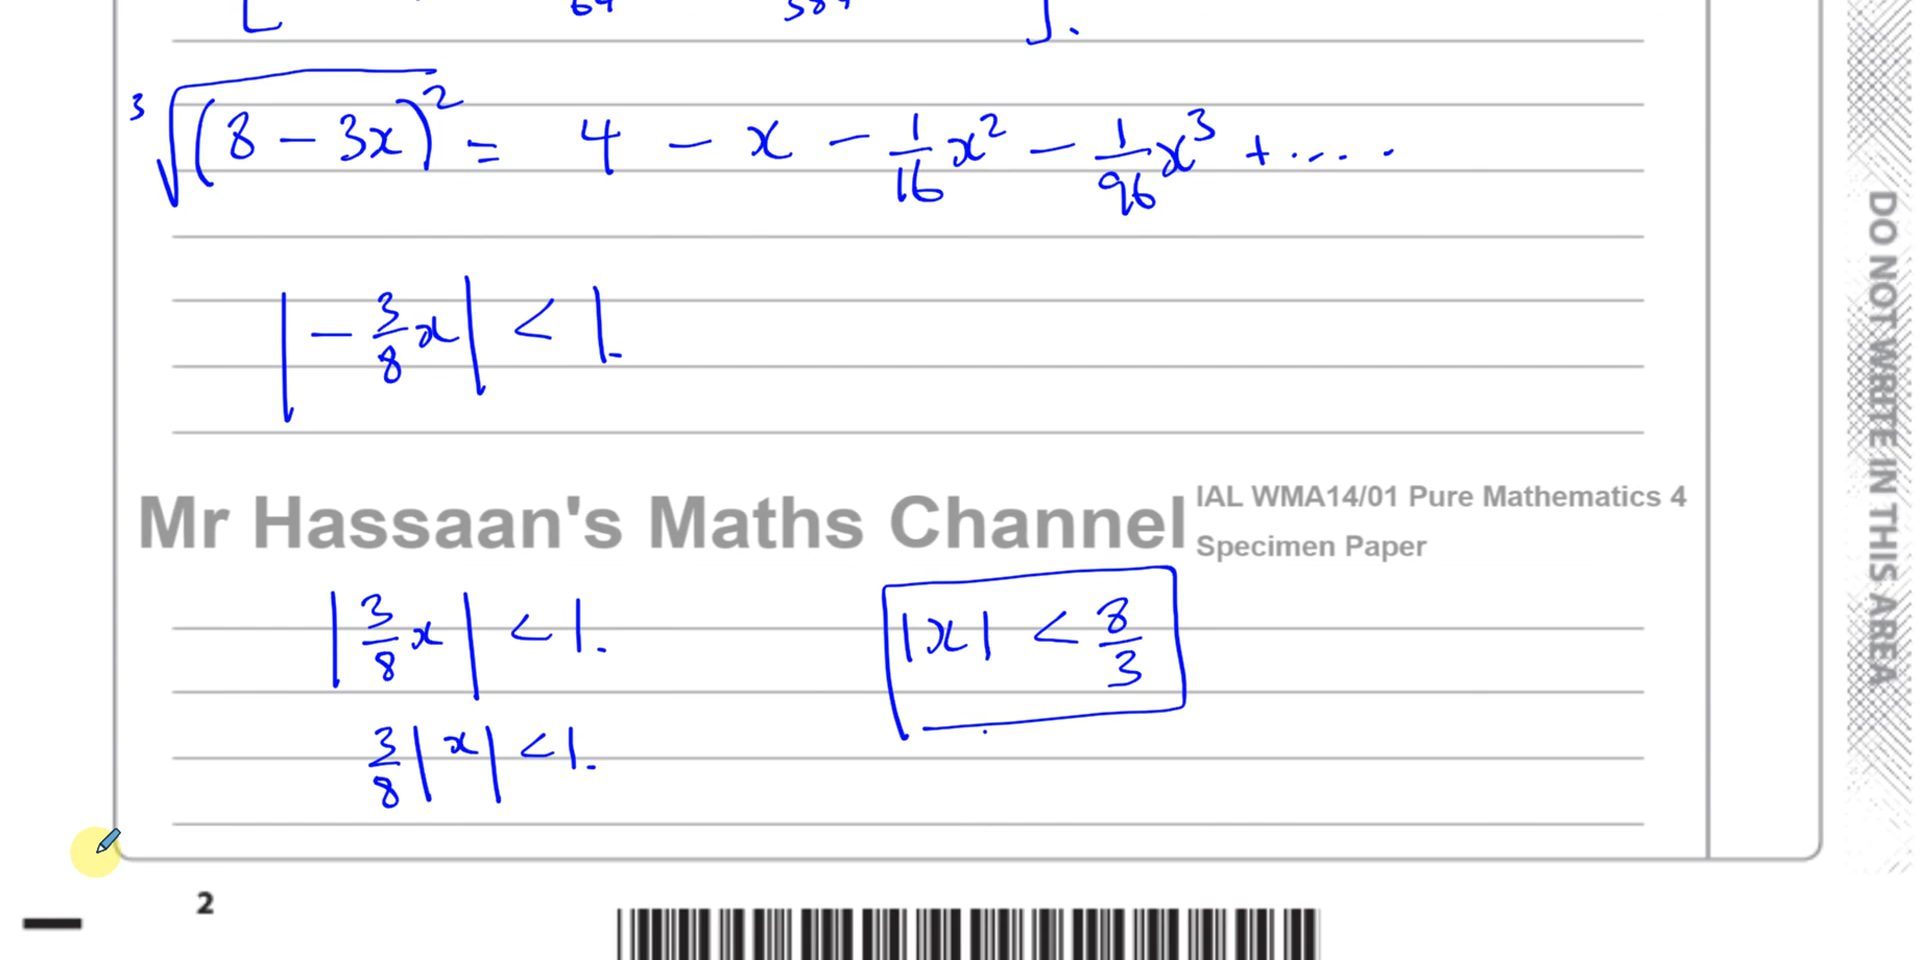 [ 64 384 ].
∛(8 - 3x)² = 4 - x - 1/16 x² - 1/96 x³ + .....
|- 3/8 x| < 1.
Mr Hassaan's Maths Channel IAL WMA14/01 Pure Mathematics 4
Specimen Paper
|3/8 x| < 1. |x| < 8/3
3/8 |x| < 1.
2
DO NOT WRITE IN THIS AREA